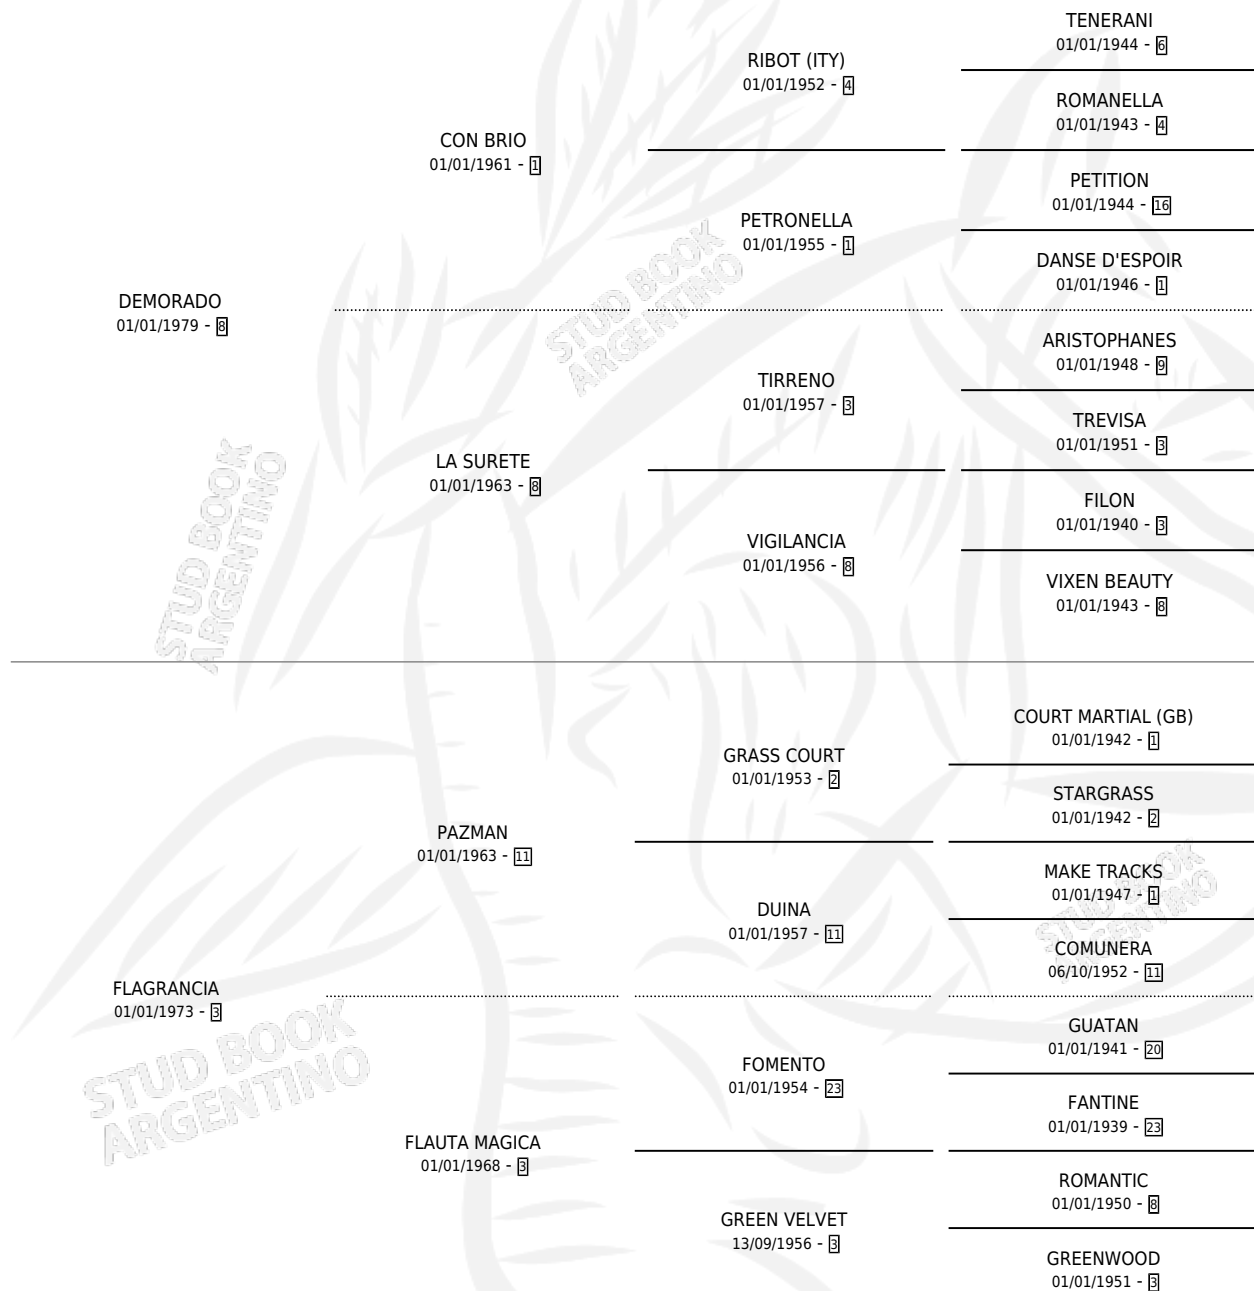 TENERANI
01/01/1944 - 6
RIBOT (ITY)
01/01/1952 - 4
ROMANELLA
01/01/1943 - 4
CON BRIO
01/01/1961 - 1
PETITION
01/01/1944 - 16
PETRONELLA
01/01/1955 - 1
DANSE D'ESPOIR
01/01/1946 - 1
DEMORADO
01/01/1979 - 8
ARISTOPHANES
01/01/1948 - 9
TIRRENO
01/01/1957 - 3
TREVISA
01/01/1951 - 3
LA SURETE
01/01/1963 - 8
FILON
01/01/1940 - 3
VIGILANCIA
01/01/1956 - 8
VIXEN BEAUTY
01/01/1943 - 8
STUD BOOK
ARGENTINO
STUD BOOK
ARGENTINO
COURT MARTIAL (GB)
01/01/1942 - 1
GRASS COURT
01/01/1953 - 2
STARGRASS
01/01/1942 - 2
PAZMAN
01/01/1963 - 11
MAKE TRACKS
01/01/1947 - 1
DUINA
01/01/1957 - 11
COMUNERA
06/10/1952 - 11
FLAGRANCIA
01/01/1973 - 3
GUATAN
01/01/1941 - 20
FOMENTO
01/01/1954 - 23
FANTINE
01/01/1939 - 23
FLAUTA MAGICA
01/01/1968 - 3
ROMANTIC
01/01/1950 - 8
GREEN VELVET
13/09/1956 - 3
GREENWOOD
01/01/1951 - 3
STUD BOOK
ARGENTINO
STUD BOOK
ARGENTINO